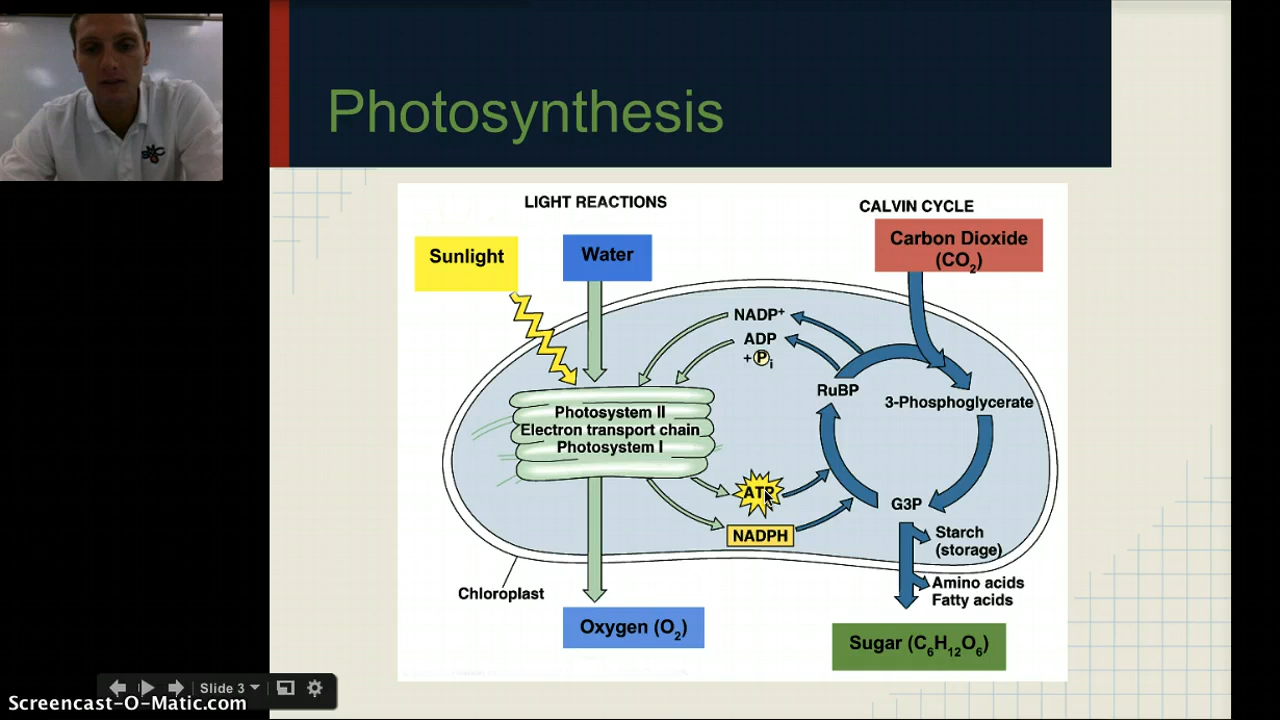 Photosynthesis
LIGHT REACTIONS
CALVIN CYCLE
Sunlight
Water
Carbon Dioxide
(CO₂)
NADP⁺
ADP
+ Pᵢ
RuBP
3-Phosphoglycerate
Photosystem II
Electron transport chain
Photosystem I
ATP
NADPH
G3P
Starch
(storage)
Amino acids
Fatty acids
Chloroplast
Oxygen (O₂)
Sugar (C₆H₁₂O₆)
Slide 3
Screencast-O-Matic.com